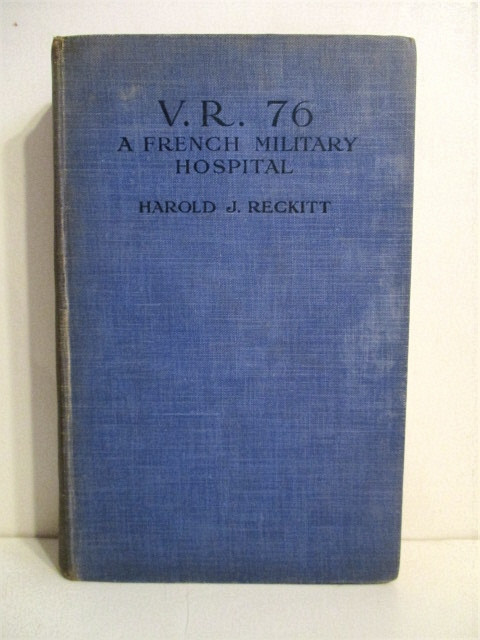 V. R. 76
A FRENCH MILITARY
HOSPITAL
HAROLD J. RECKITT